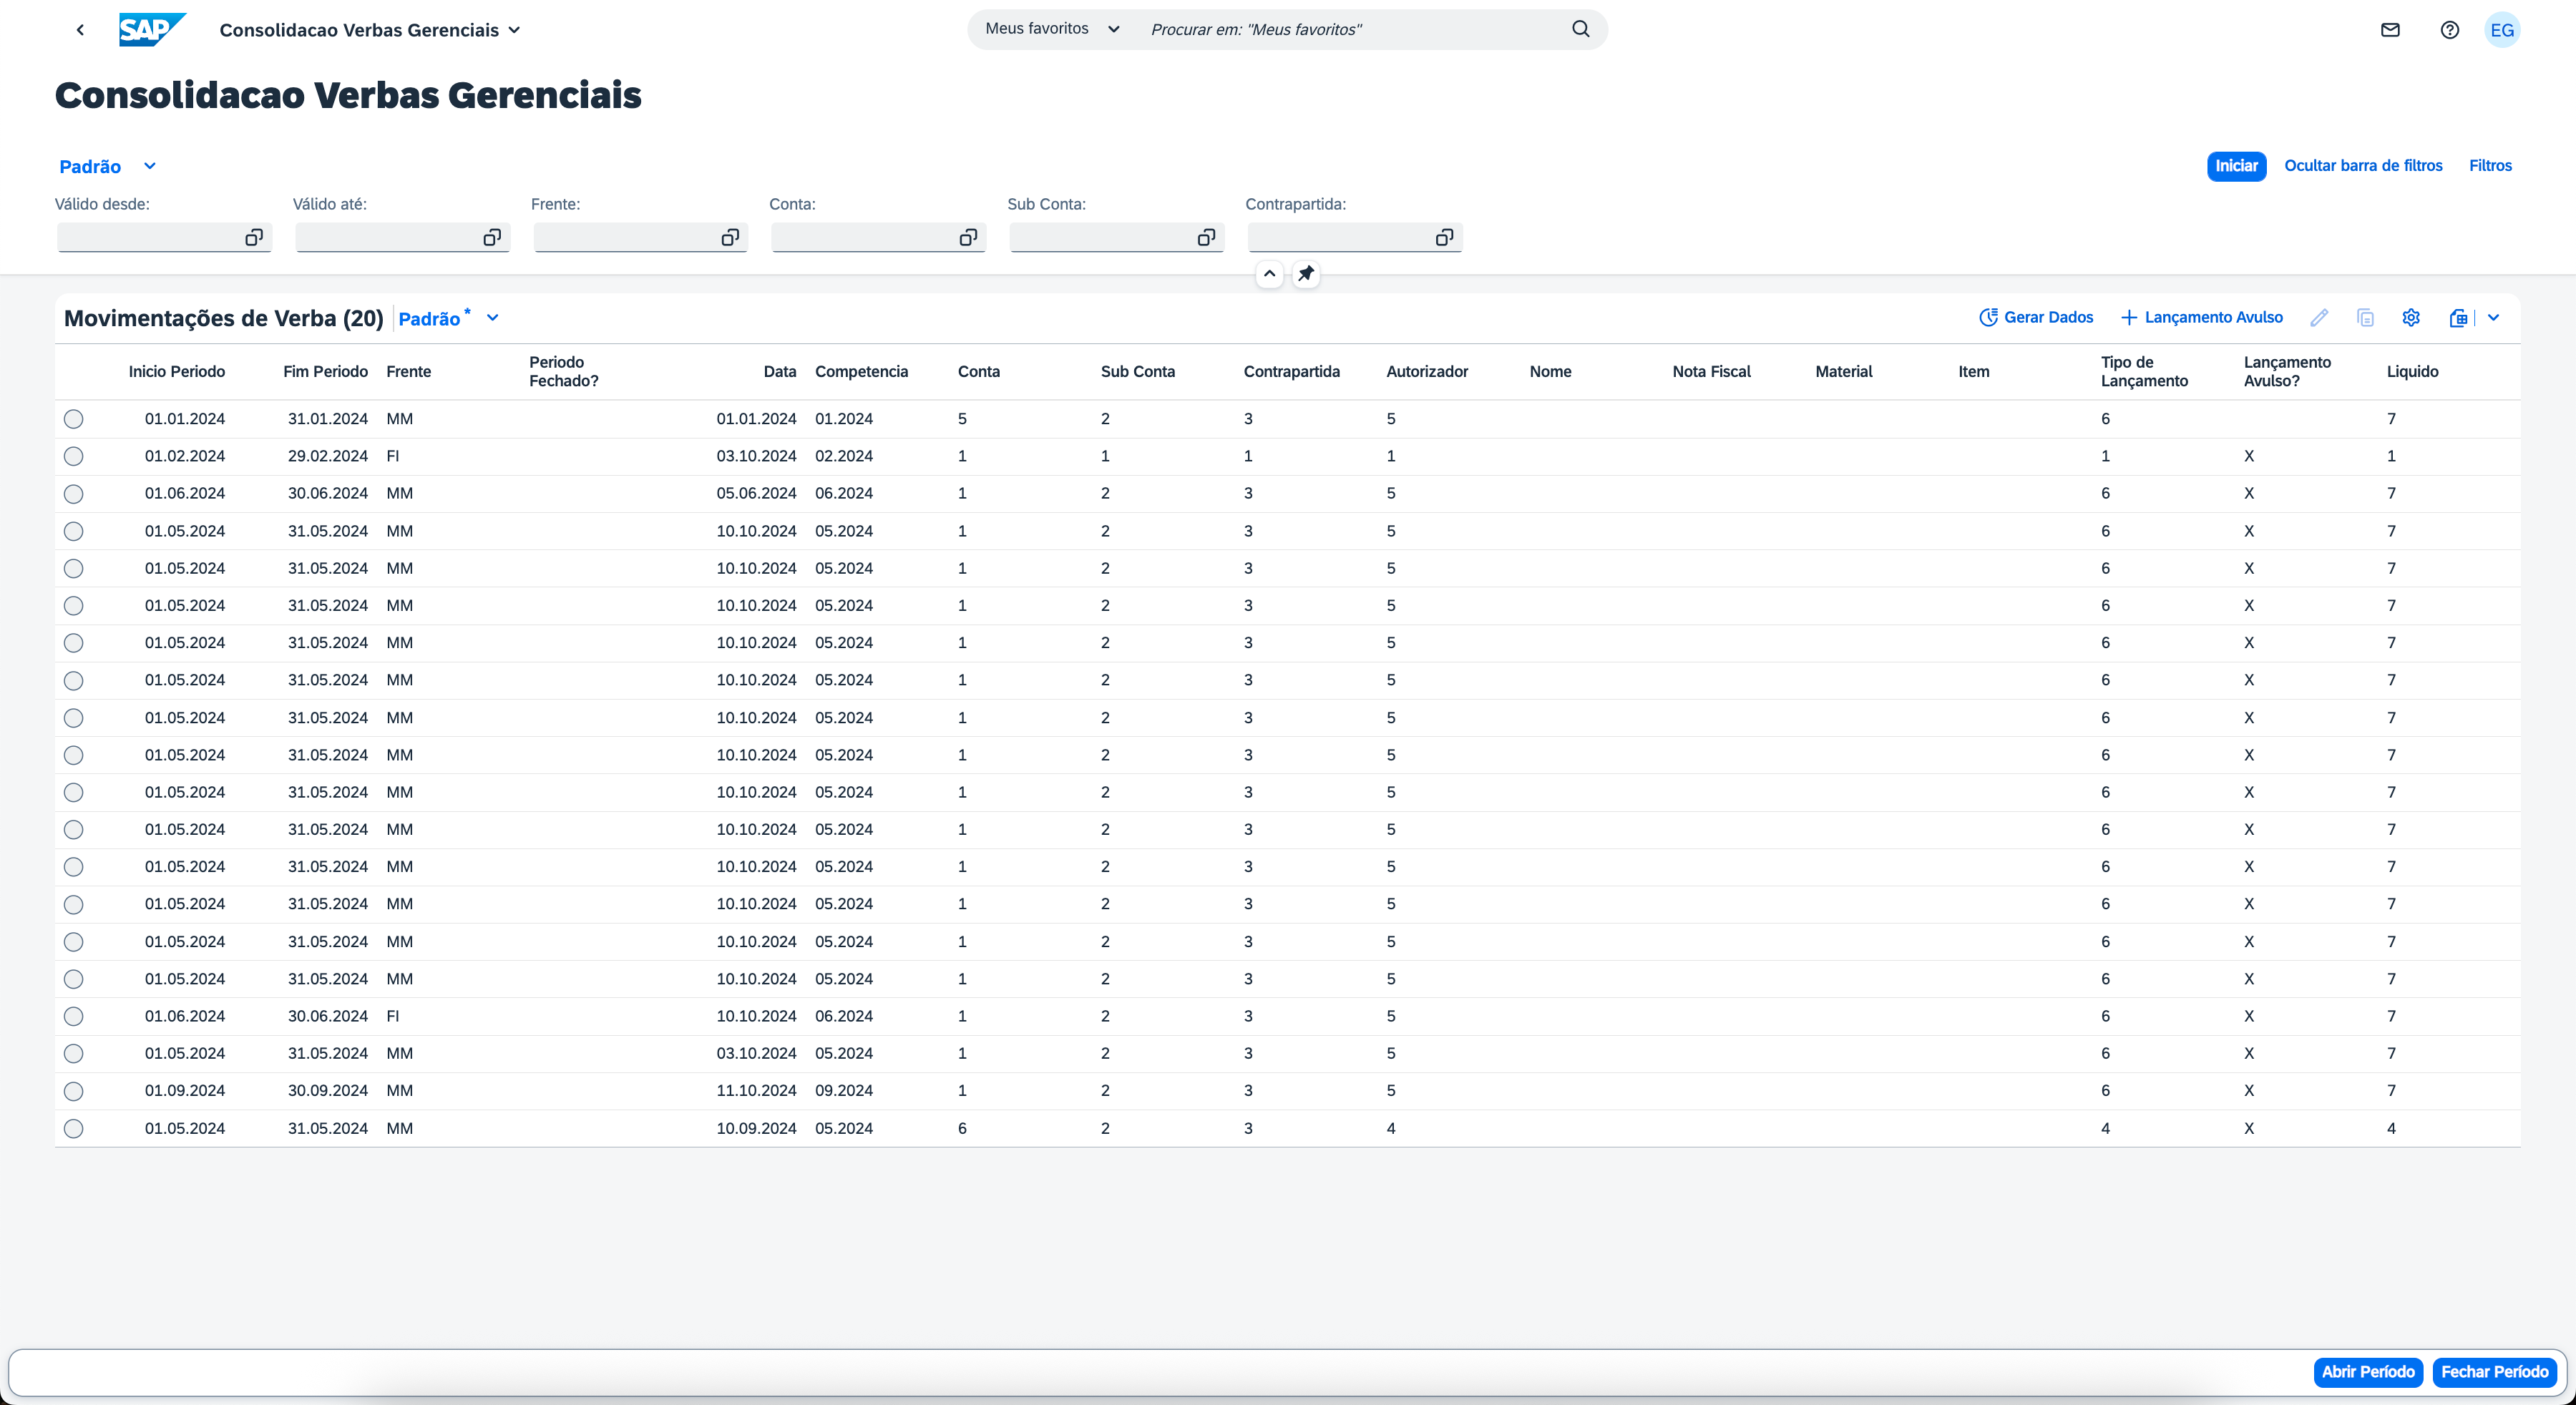 SAP Consolidacao Verbas Gerenciais Meus favoritos Procurar em: "Meus favoritos" EG
Consolidacao Verbas Gerenciais
Padrão Iniciar Ocultar barra de filtros Filtros
Válido desde: Válido até: Frente: Conta: Sub Conta: Contrapartida:
Movimentações de Verba (20) Padrão * Gerar Dados Lançamento Avulso
Inicio Periodo Fim Periodo Frente Periodo Fechado? Data Competencia Conta Sub Conta Contrapartida Autorizador Nome Nota Fiscal Material Item Tipo de Lançamento Lançamento Avulso? Liquido
01.01.2024 31.01.2024 MM 01.01.2024 01.2024 5 2 3 5 6 7
01.02.2024 29.02.2024 FI 03.10.2024 02.2024 1 1 1 1 1 X 1
01.06.2024 30.06.2024 MM 05.06.2024 06.2024 1 2 3 5 6 X 7
01.05.2024 31.05.2024 MM 10.10.2024 05.2024 1 2 3 5 6 X 7
01.05.2024 31.05.2024 MM 10.10.2024 05.2024 1 2 3 5 6 X 7
01.05.2024 31.05.2024 MM 10.10.2024 05.2024 1 2 3 5 6 X 7
01.05.2024 31.05.2024 MM 10.10.2024 05.2024 1 2 3 5 6 X 7
01.05.2024 31.05.2024 MM 10.10.2024 05.2024 1 2 3 5 6 X 7
01.05.2024 31.05.2024 MM 10.10.2024 05.2024 1 2 3 5 6 X 7
01.05.2024 31.05.2024 MM 10.10.2024 05.2024 1 2 3 5 6 X 7
01.05.2024 31.05.2024 MM 10.10.2024 05.2024 1 2 3 5 6 X 7
01.05.2024 31.05.2024 MM 10.10.2024 05.2024 1 2 3 5 6 X 7
01.05.2024 31.05.2024 MM 10.10.2024 05.2024 1 2 3 5 6 X 7
01.05.2024 31.05.2024 MM 10.10.2024 05.2024 1 2 3 5 6 X 7
01.05.2024 31.05.2024 MM 10.10.2024 05.2024 1 2 3 5 6 X 7
01.05.2024 31.05.2024 MM 10.10.2024 05.2024 1 2 3 5 6 X 7
01.06.2024 30.06.2024 FI 10.10.2024 06.2024 1 2 3 5 6 X 7
01.05.2024 31.05.2024 MM 03.10.2024 05.2024 1 2 3 5 6 X 7
01.09.2024 30.09.2024 MM 11.10.2024 09.2024 1 2 3 5 6 X 7
01.05.2024 31.05.2024 MM 10.09.2024 05.2024 6 2 3 4 4 X 4
Abrir Período Fechar Período